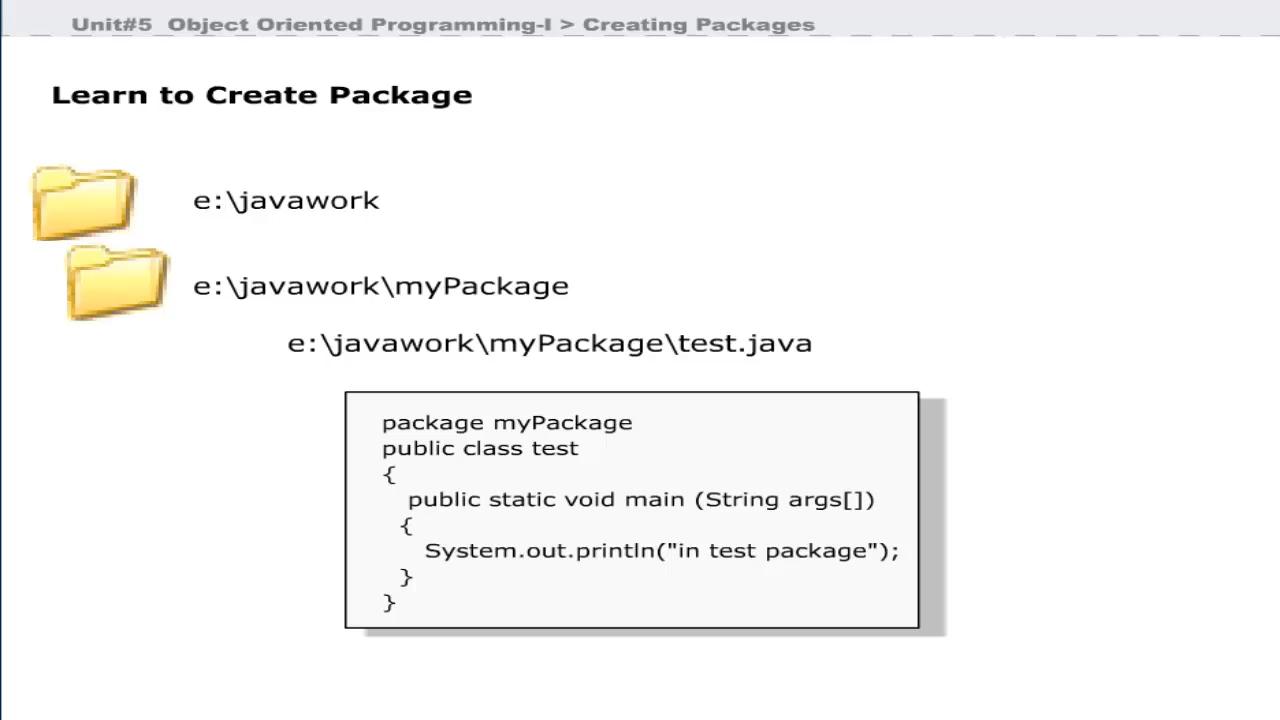 Unit#5 Object Oriented Programming-I > Creating Packages
Learn to Create Package
e:\javawork
e:\javawork\myPackage
e:\javawork\myPackage\test.java
package myPackage
public class test
{
public static void main (String args[])
{
System.out.println("in test package");
}
}